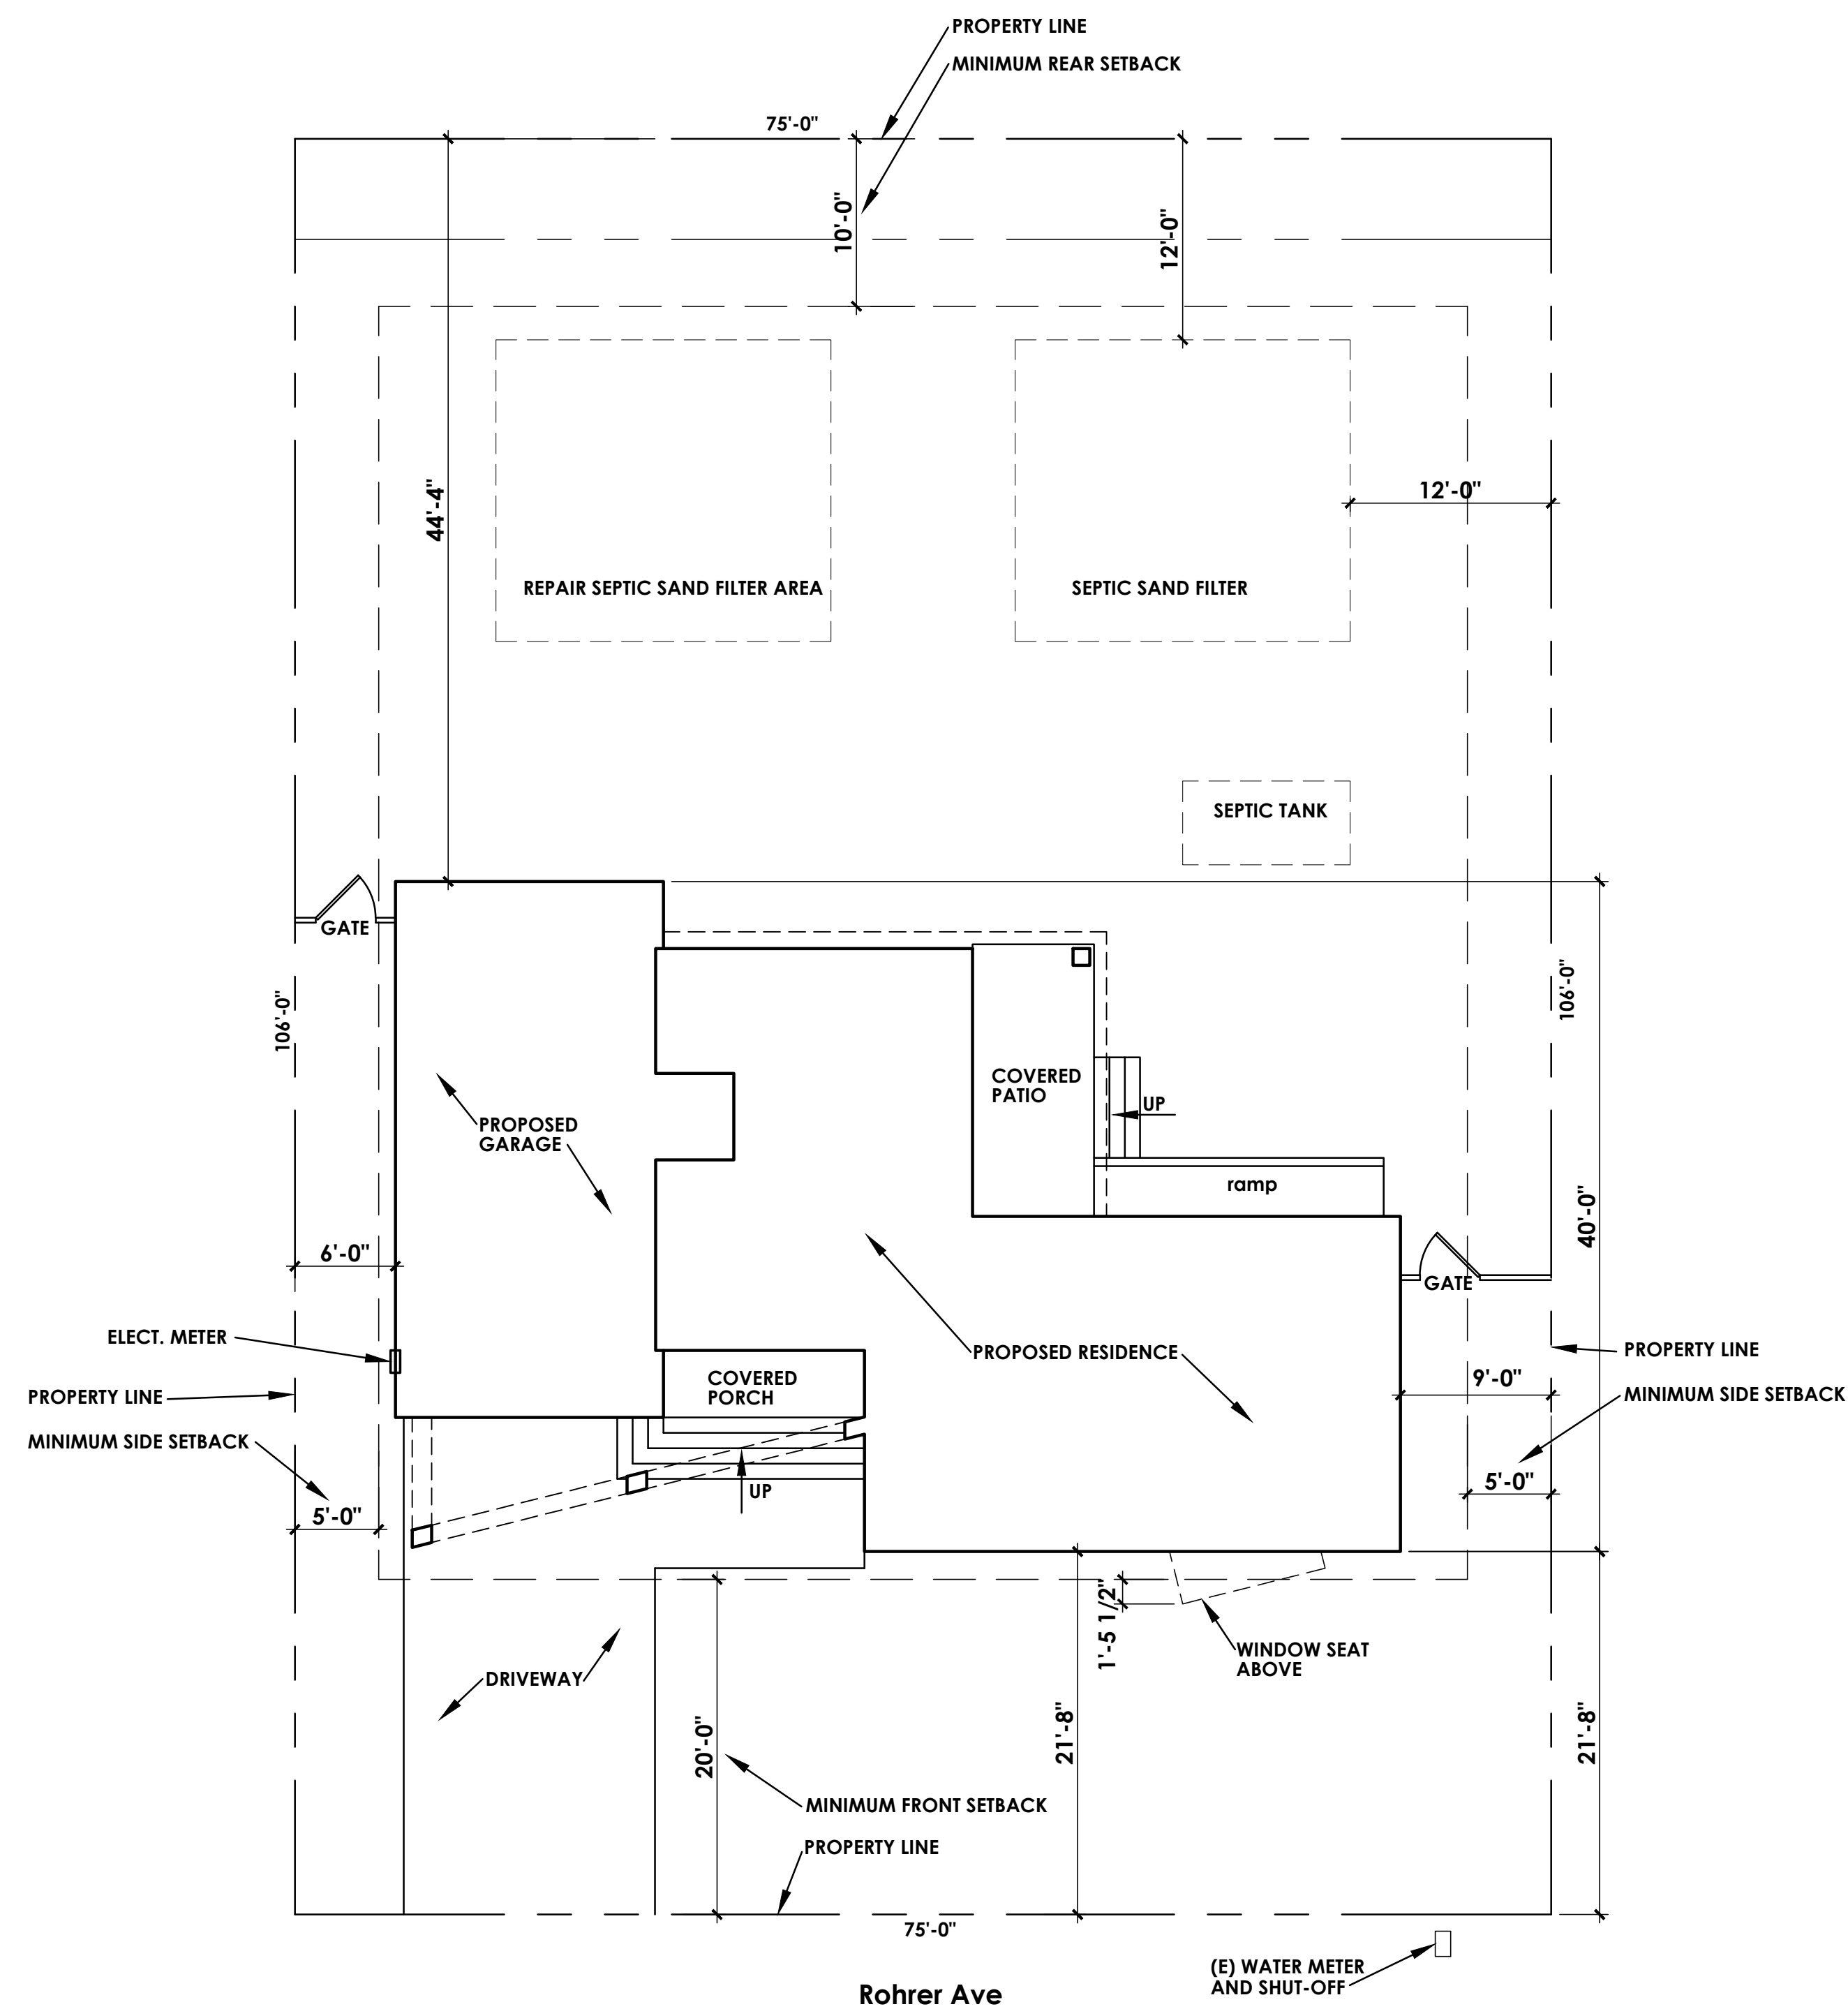 PROPERTY LINE
MINIMUM REAR SETBACK
75'-0"
10'-0"
12'-0"
44'-4"
12'-0"
REPAIR SEPTIC SAND FILTER AREA
SEPTIC SAND FILTER
SEPTIC TANK
GATE
106'-0"
106'-0"
COVERED
PATIO
UP
PROPOSED
GARAGE
ramp
40'-0"
6'-0"
GATE
ELECT. METER
PROPOSED RESIDENCE
PROPERTY LINE
COVERED
PORCH
9'-0"
PROPERTY LINE
MINIMUM SIDE SETBACK
MINIMUM SIDE SETBACK
5'-0"
UP
5'-0"
1'-5 1/2"
WINDOW SEAT
ABOVE
DRIVEWAY
20'-0"
21'-8"
21'-8"
MINIMUM FRONT SETBACK
PROPERTY LINE
75'-0"
(E) WATER METER
AND SHUT-OFF
Rohrer Ave